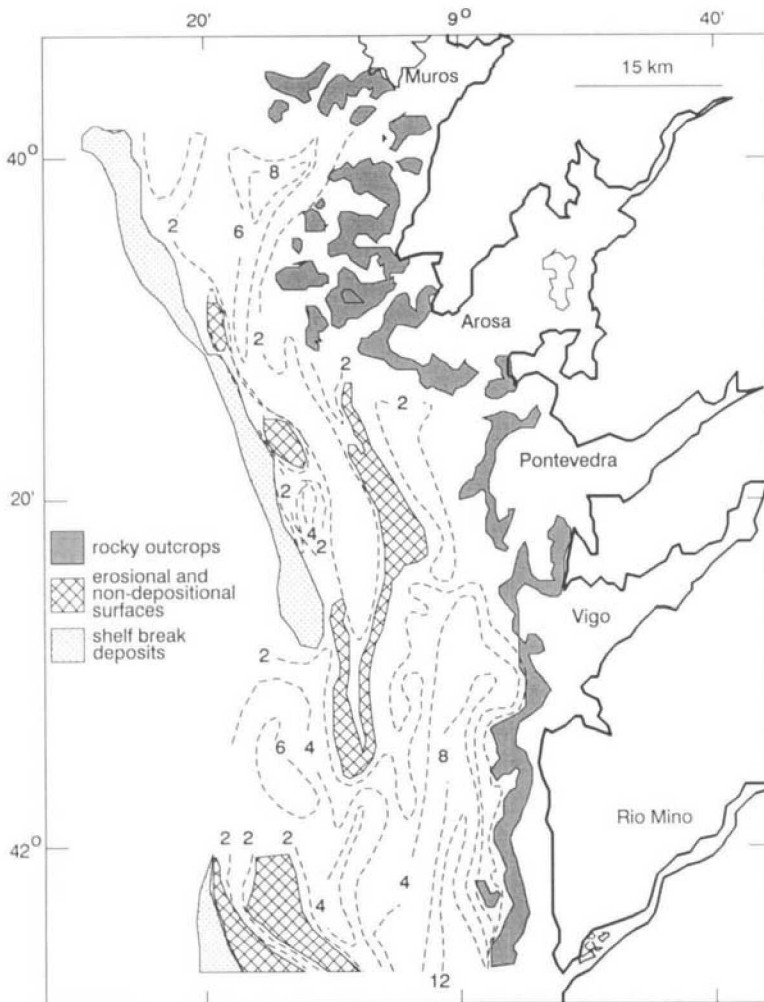 20'
9°
40'
Muros
15 km
40°
8
2
6
Arosa
2
2
2
Pontevedra
20'
2
4
2
rocky outcrops
erosional and
non-depositional
surfaces
shelf break
deposits
Vigo
2
6 4
8
Rio Mino
42°
2 2 2
4
4
12
20'
9°